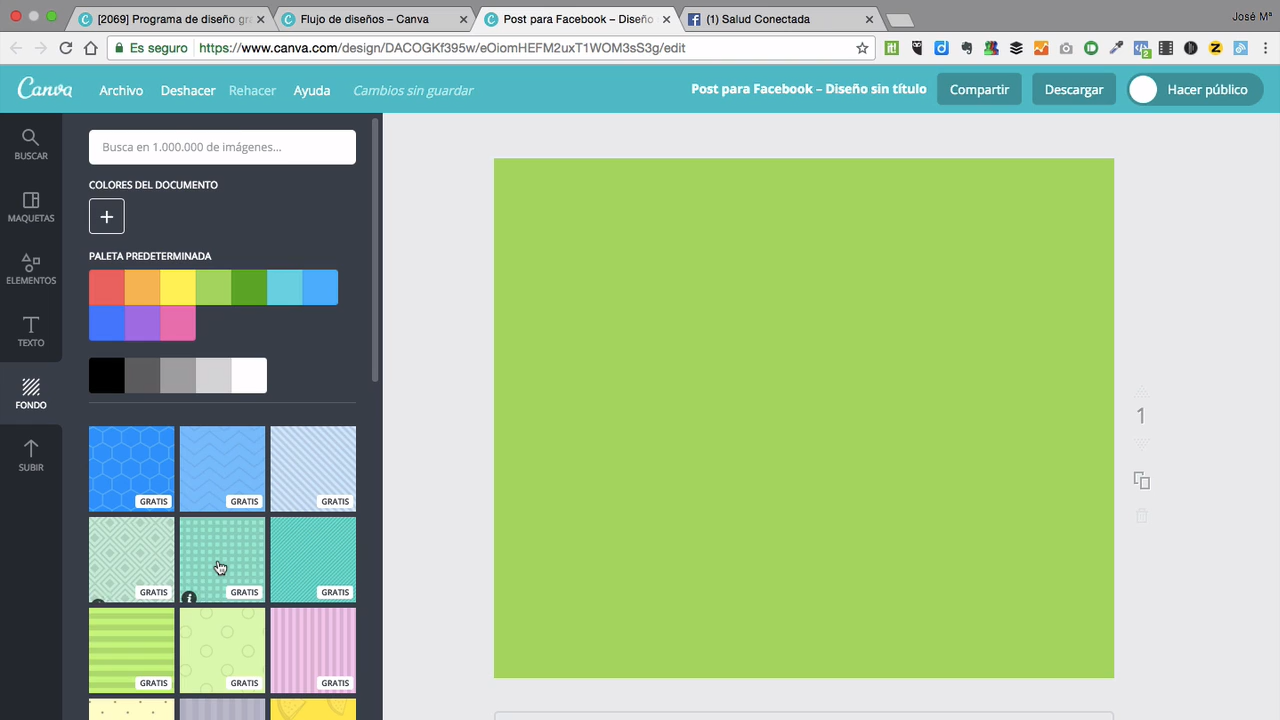 [2069] Programa de diseño gr
Flujo de diseños – Canva
Post para Facebook – Diseño
(1) Salud Conectada
José Mª
Es seguro
https://www.canva.com/design/DACOGKf395w/eOiomHEFM2uxT1WOM3sS3g/edit
it!
2
Canva
Archivo
Deshacer
Rehacer
Ayuda
Cambios sin guardar
Post para Facebook – Diseño sin título
Compartir
Descargar
Hacer público
BUSCAR
MAQUETAS
ELEMENTOS
TEXTO
FONDO
SUBIR
Busca en 1.000.000 de imágenes...
COLORES DEL DOCUMENTO
+
PALETA PREDETERMINADA
GRATIS
GRATIS
GRATIS
GRATIS
i
GRATIS
GRATIS
GRATIS
GRATIS
GRATIS
1